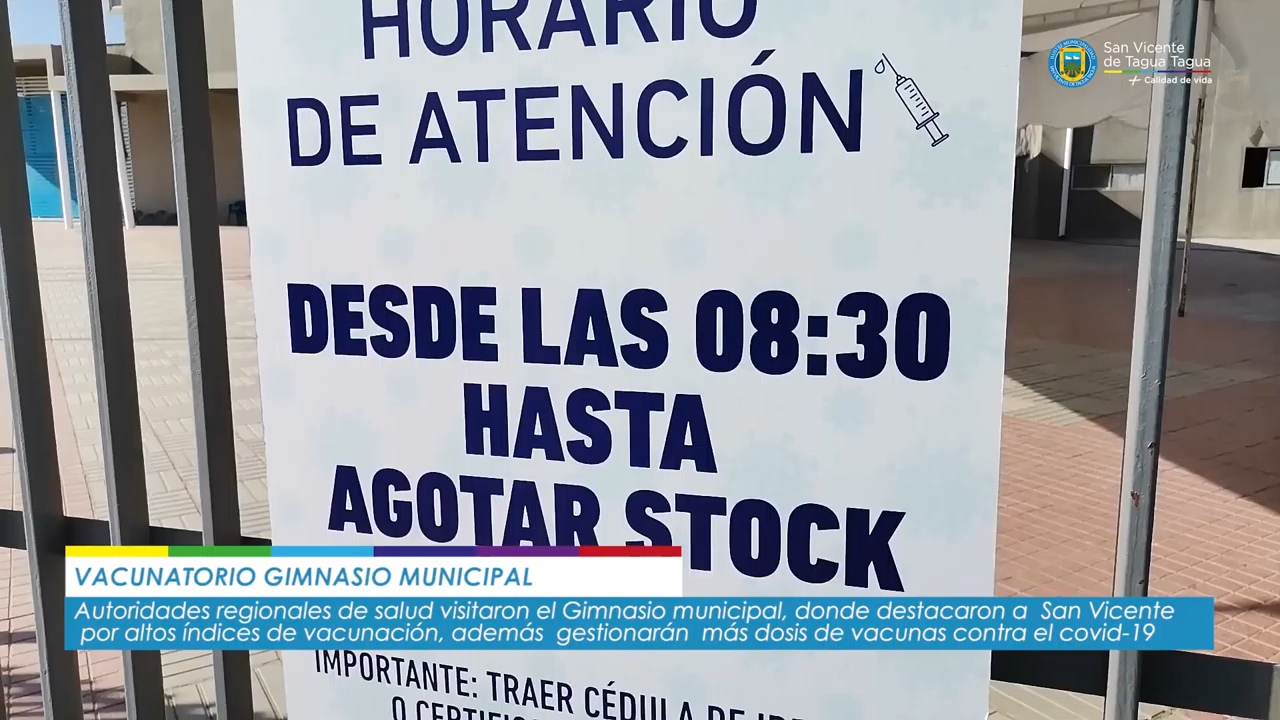 HORARIO
DE ATENCIÓN
San Vicente
de Tagua Tagua
+ Calidad de vida
DESDE LAS 08:30
HASTA
AGOTAR STOCK
VACUNATORIO GIMNASIO MUNICIPAL
Autoridades regionales de salud visitaron el Gimnasio municipal, donde destacaron a San Vicente
por altos índices de vacunación, además gestionarán más dosis de vacunas contra el covid-19
IMPORTANTE: TRAER CÉDULA DE
O